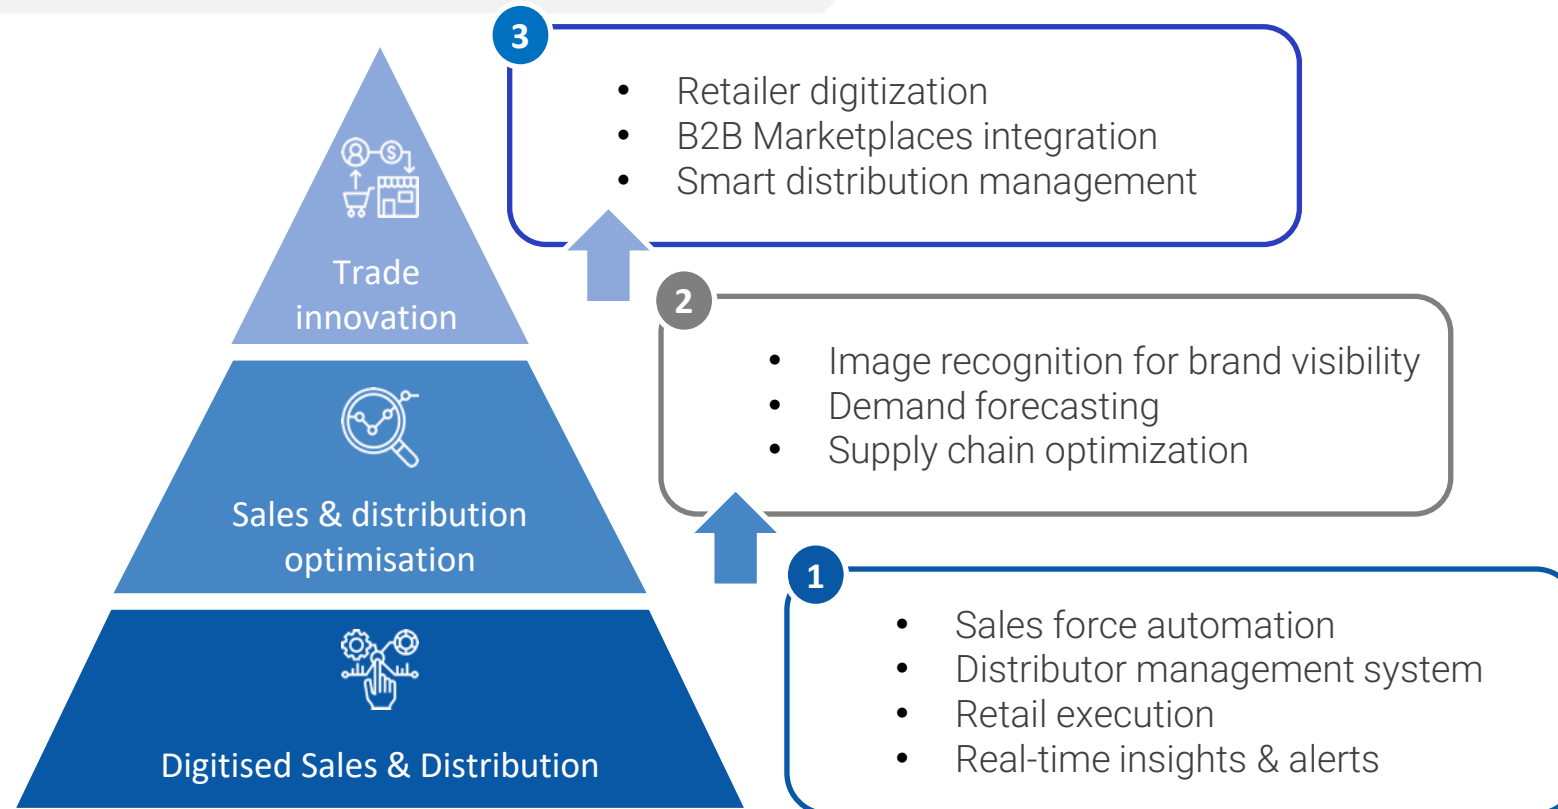 3
• Retailer digitization
• B2B Marketplaces integration
• Smart distribution management
Trade
innovation
2
• Image recognition for brand visibility
• Demand forecasting
• Supply chain optimization
Sales & distribution
optimisation
1
• Sales force automation
• Distributor management system
• Retail execution
• Real-time insights & alerts
Digitised Sales & Distribution